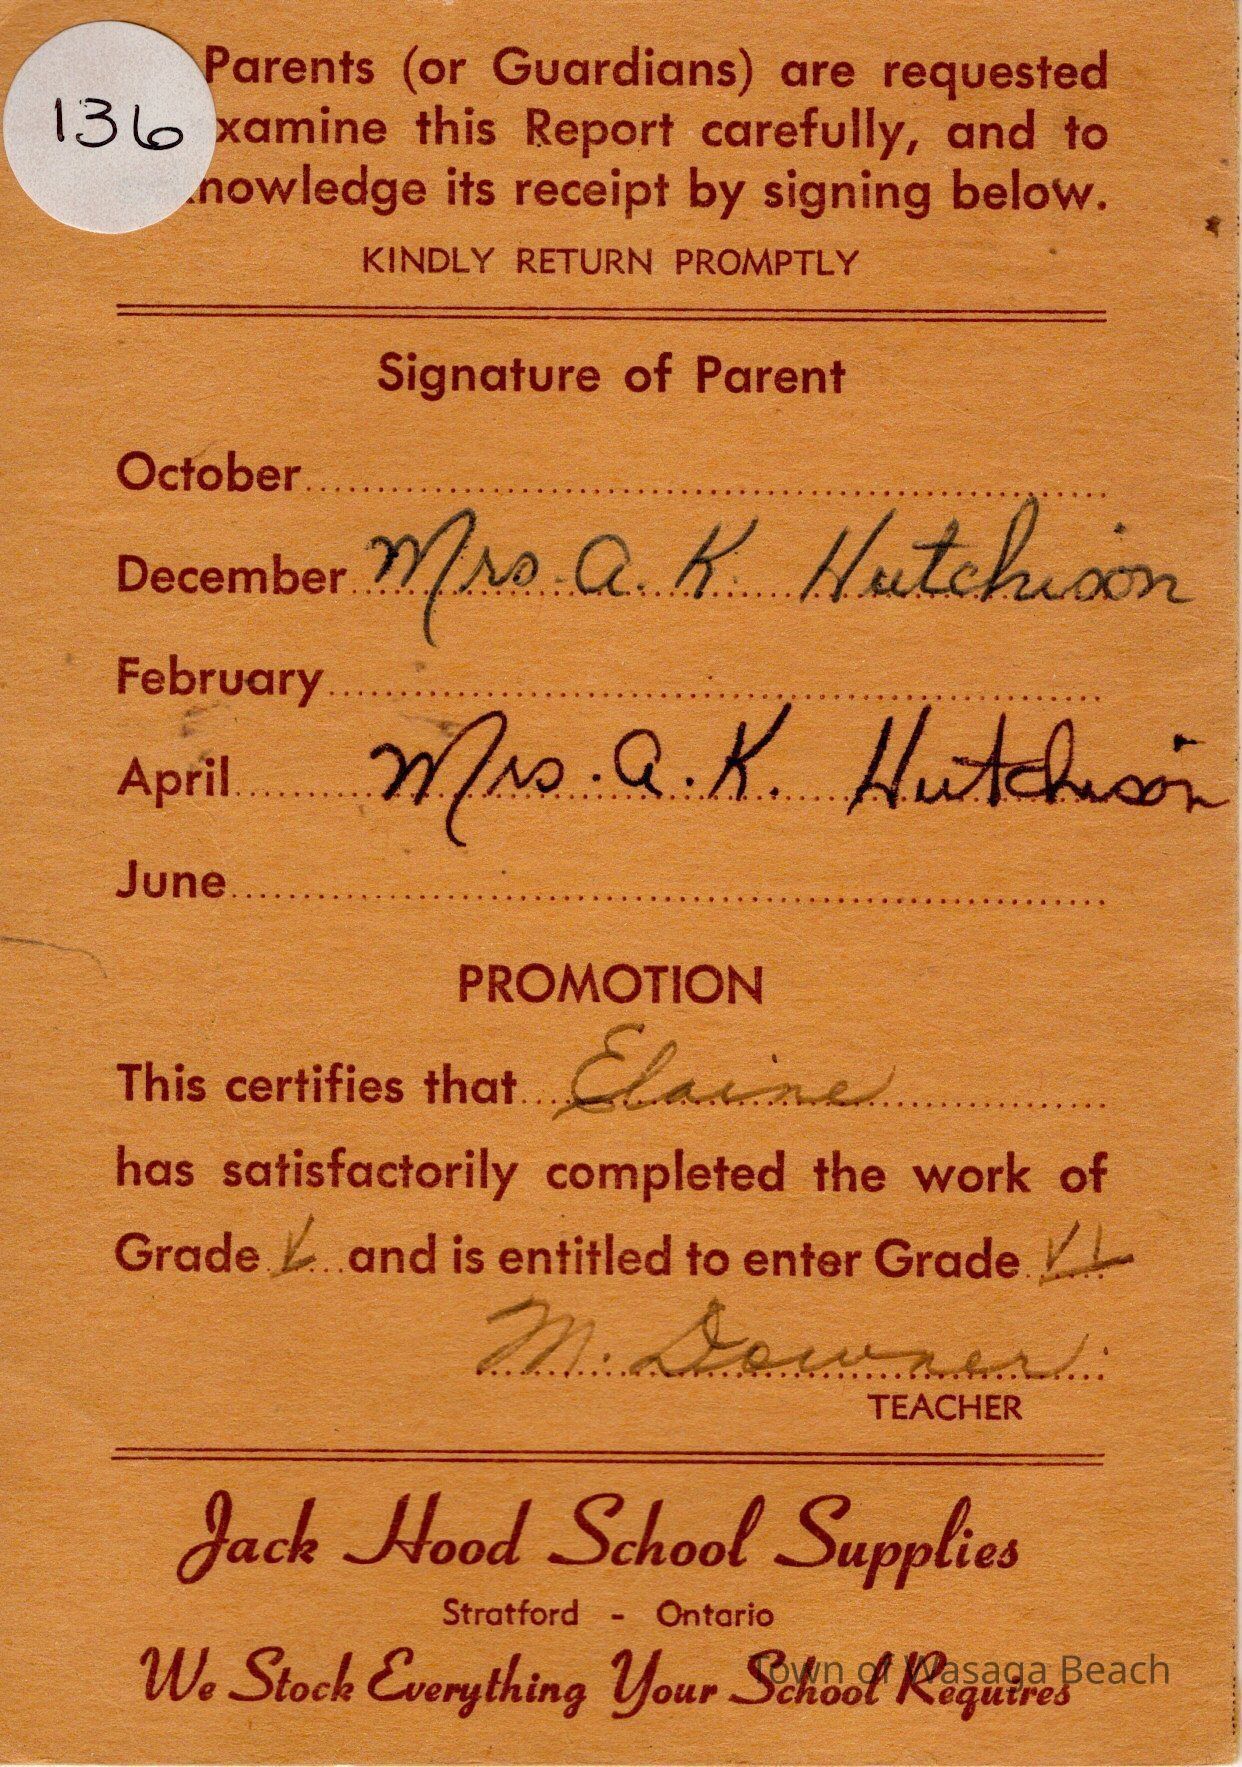 136
Parents (or Guardians) are requested
xamine this Report carefully, and to
nowledge its receipt by signing below.
KINDLY RETURN PROMPTLY
Signature of Parent
October
December Mrs. A. K. Hutchison
February
April Mrs. A. K. Hutchison
June
PROMOTION
This certifies that Elaine
has satisfactorily completed the work of
Grade V and is entitled to enter Grade VI
M. Downer
TEACHER
Jack Hood School Supplies
Stratford - Ontario
We Stock Everything Your School Requires
Town of Wasaga Beach